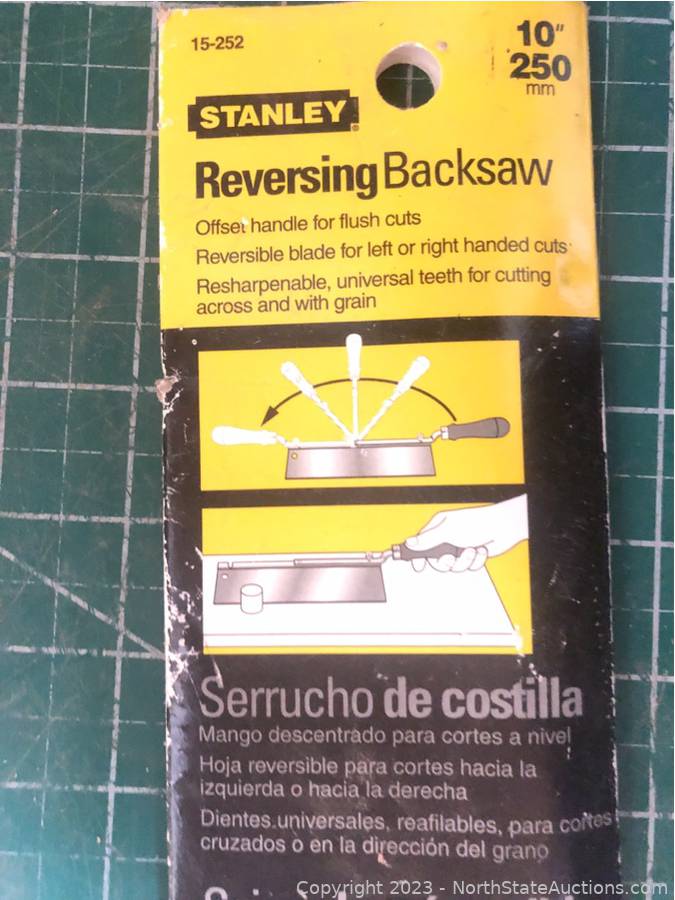 15-252
10"
250
mm
STANLEY®
Reversing Backsaw
Offset handle for flush cuts
Reversible blade for left or right handed cuts
Resharpenable, universal teeth for cutting
across and with grain
Serrucho de costilla
Mango descentrado para cortes a nivel
Hoja reversible para cortes hacia la
izquierda o hacia la derecha
Dientes universales, reafilables, para cortes
cruzados o en la dirección del grano
Copyright 2023 - NorthStateAuctions.com